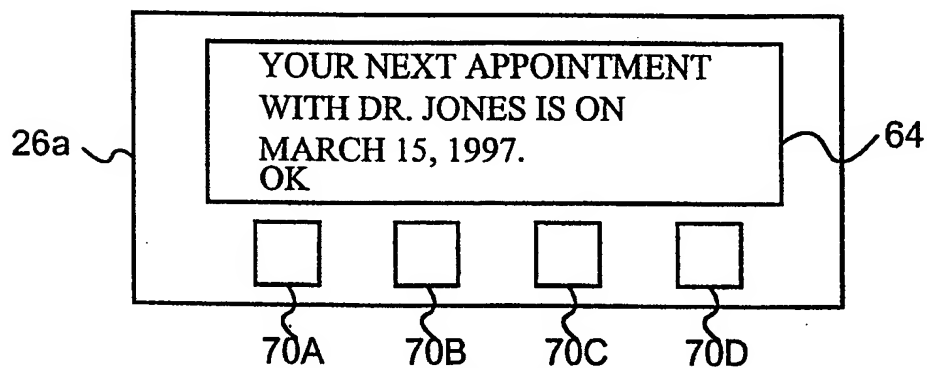 YOUR NEXT APPOINTMENT
WITH DR. JONES IS ON
MARCH 15, 1997.
OK
26a
64
70A 70B 70C 70D